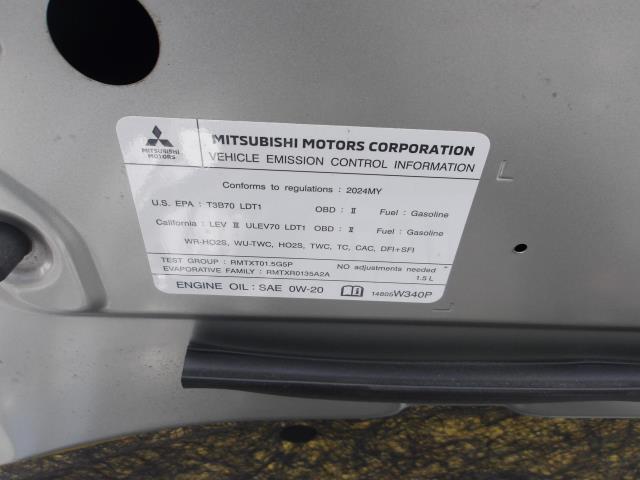 MITSUBISHI MOTORS
MITSUBISHI MOTORS CORPORATION
VEHICLE EMISSION CONTROL INFORMATION
Conforms to regulations : 2024MY
U.S. EPA : T3B70 LDT1 OBD : Ⅱ Fuel : Gasoline
California : LEV Ⅲ ULEV70 LDT1 OBD : Ⅱ Fuel : Gasoline
WR-HO2S, WU-TWC, HO2S, TWC, TC, CAC, DFI+SFI
TEST GROUP : RMTXT01.5G5P NO adjustments needed
EVAPORATIVE FAMILY : RMTXR0135A2A 1.5 L
ENGINE OIL : SAE 0W-20 14805W340P